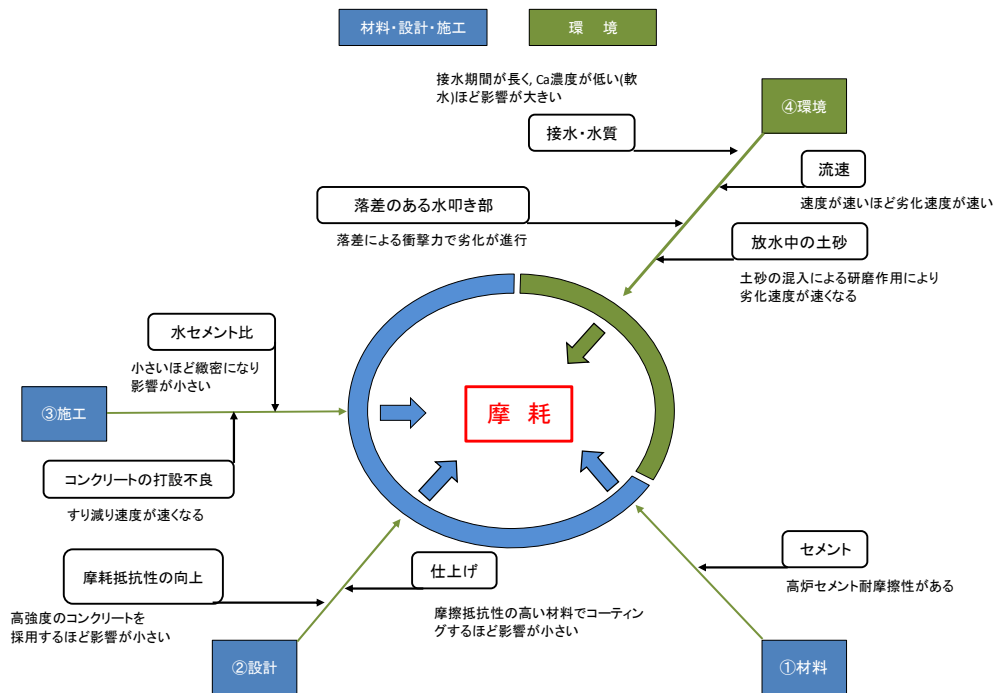 材料・設計・施工
環 境
接水期間が長く, Ca濃度が低い(軟
水)ほど影響が大きい
④環境
接水・水質
流速
速度が速いほど劣化速度が速い
落差のある水叩き部
落差による衝撃力で劣化が進行
放水中の土砂
土砂の混入による研磨作用により
劣化速度が速くなる
水セメント比
小さいほど緻密になり
影響が小さい
③施工
摩 耗
コンクリートの打設不良
すり減り速度が速くなる
摩耗抵抗性の向上
高強度のコンクリートを
採用するほど影響が小さい
仕上げ
摩擦抵抗性の高い材料でコーティ
ングするほど影響が小さい
セメント
高炉セメント耐摩擦性がある
②設計
①材料